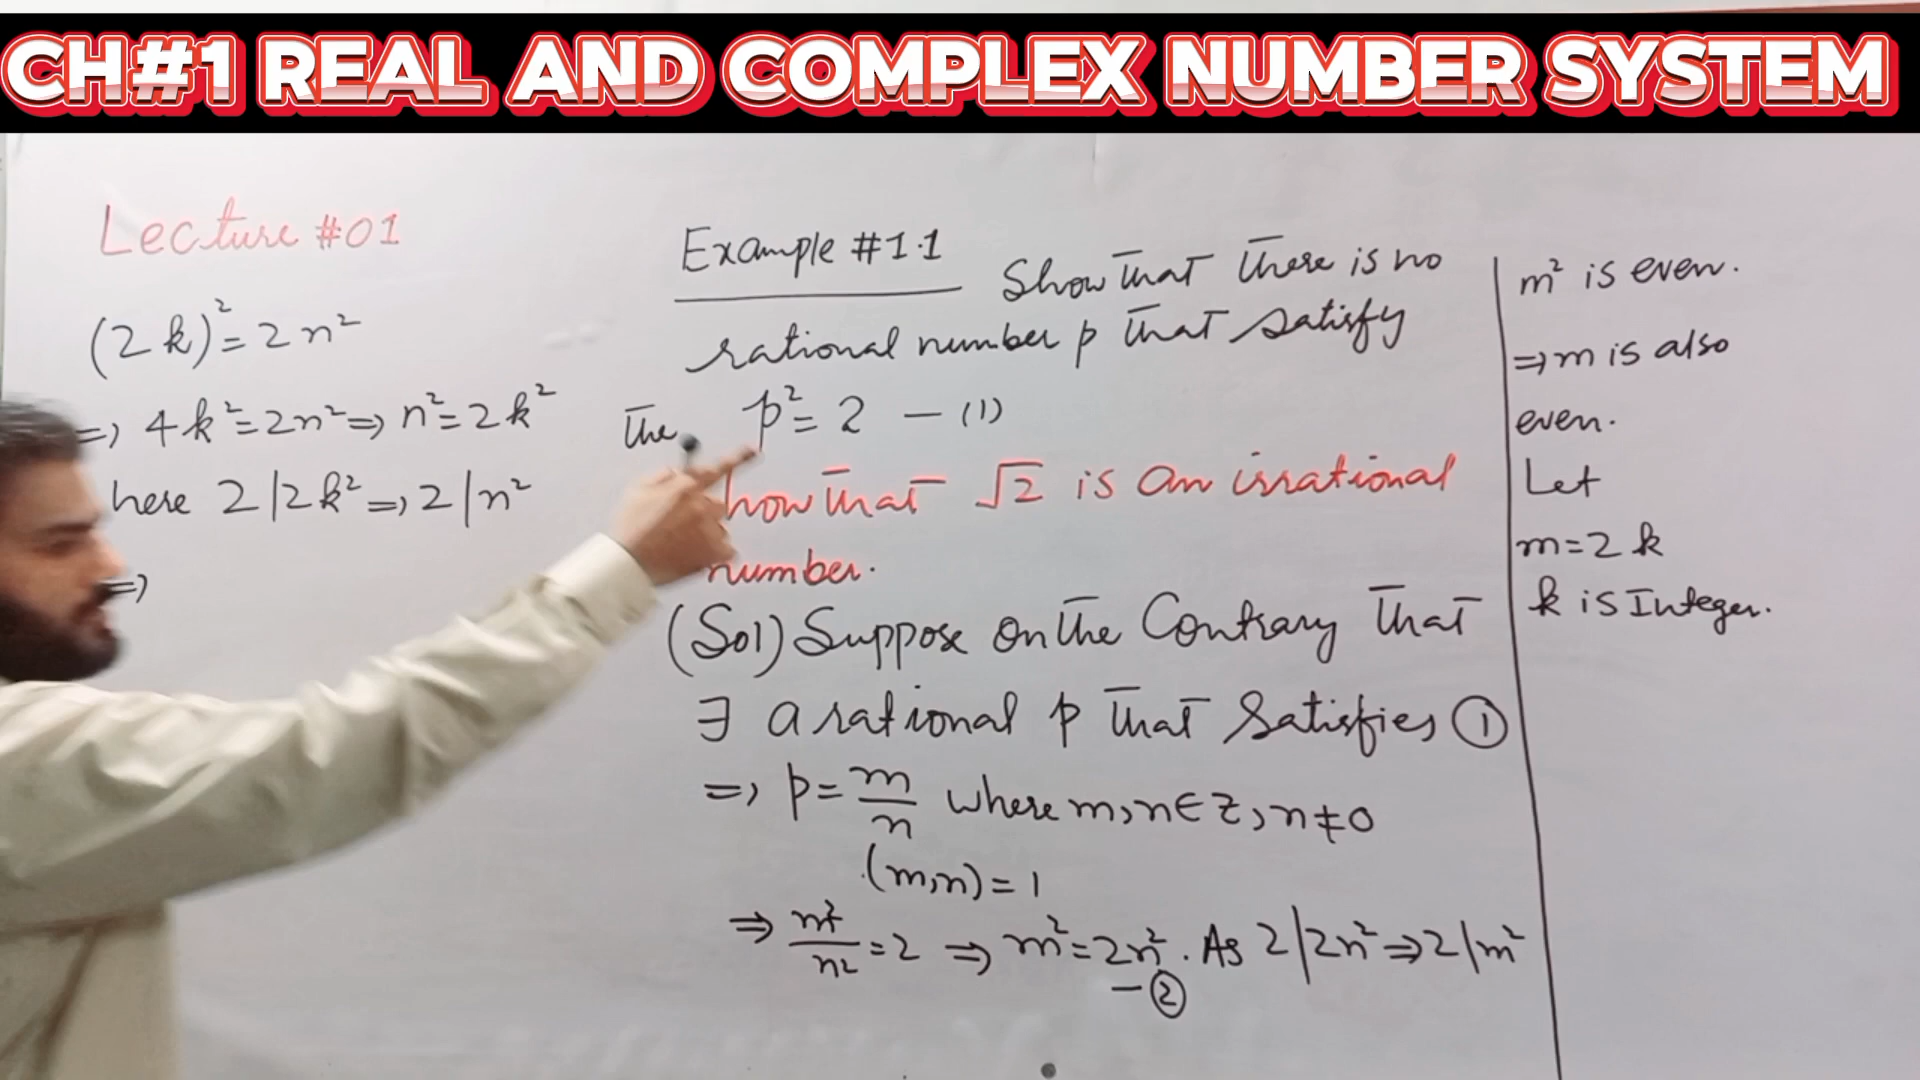 CH#1 REAL AND COMPLEX NUMBER SYSTEM
Lecture #01
(2k)² = 2n²
=> 4k² = 2n² => n² = 2k²
here 2|2k² => 2|n²
=>
Example #1.1 Show that there is no
rational number p that satisfy
the p² = 2 — (1)
how that √2 is an irrational
number.
(Sol) Suppose on the Contrary that
∃ a rational p that Satisfies ①
=> p = m/n where m,n ∈ Z, n ≠ 0
(m,n) = 1
=> m²/n² = 2 => m² = 2n². As 2|2n² => 2|m²
— ②
m² is even.
=> m is also
even.
Let
m = 2k
k is Integer.